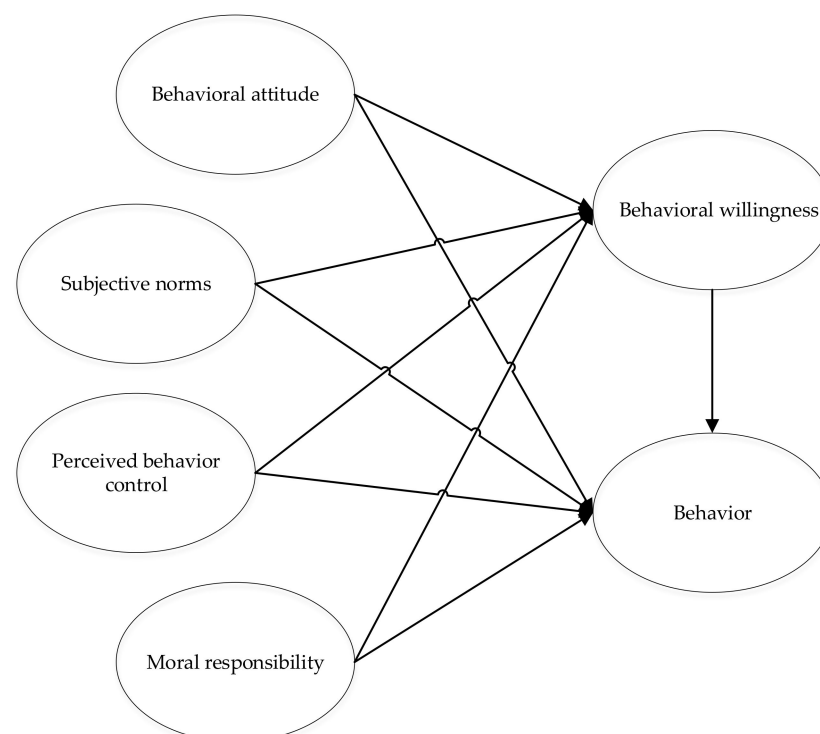 Behavioral attitude
Behavioral willingness
Subjective norms
Perceived behavior
control
Behavior
Moral responsibility